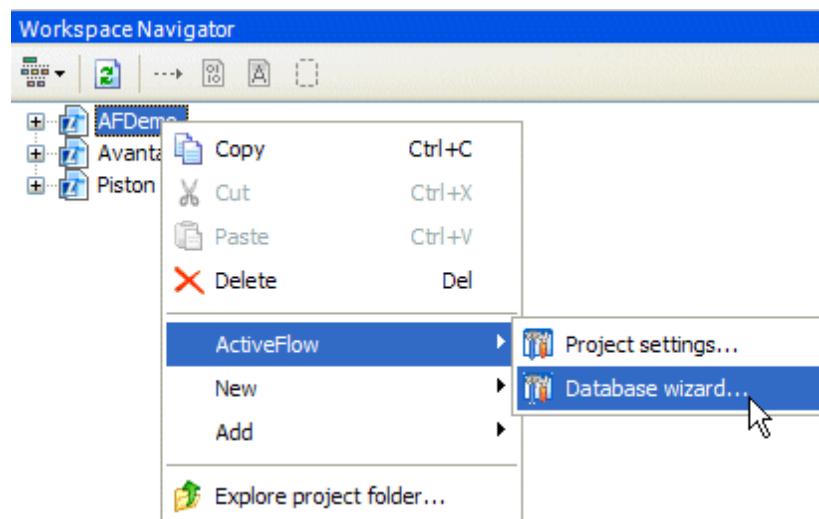 Workspace Navigator
AFDemo
Avanta
Piston
Copy Ctrl+C
Cut Ctrl+X
Paste Ctrl+V
Delete Del
ActiveFlow
New
Add
Explore project folder...
Project settings...
Database wizard...